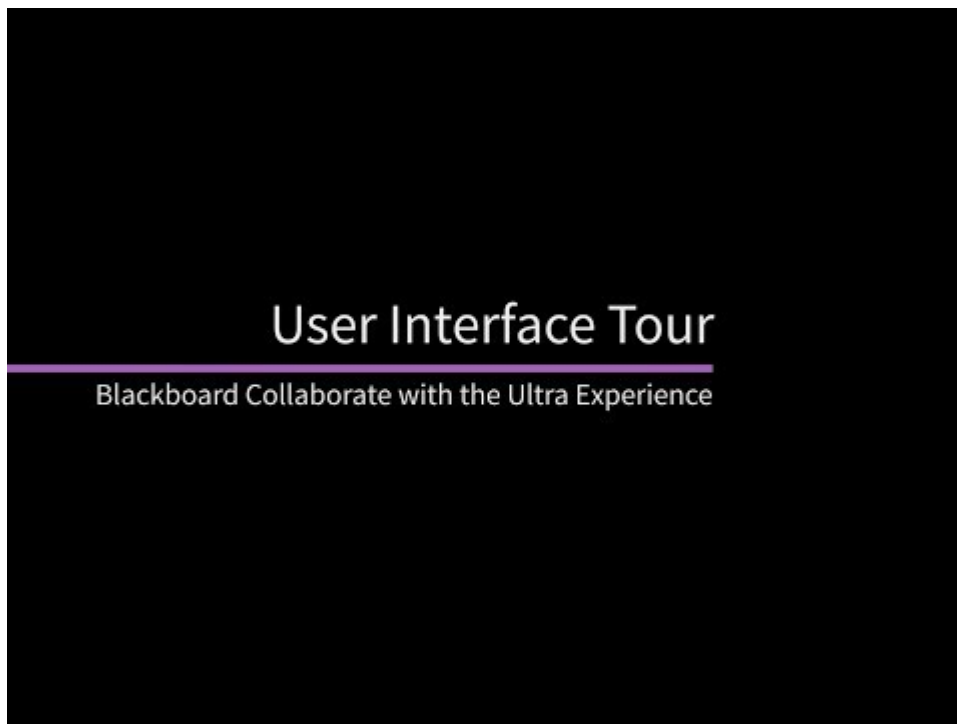 User Interface Tour
Blackboard Collaborate with the Ultra Experience